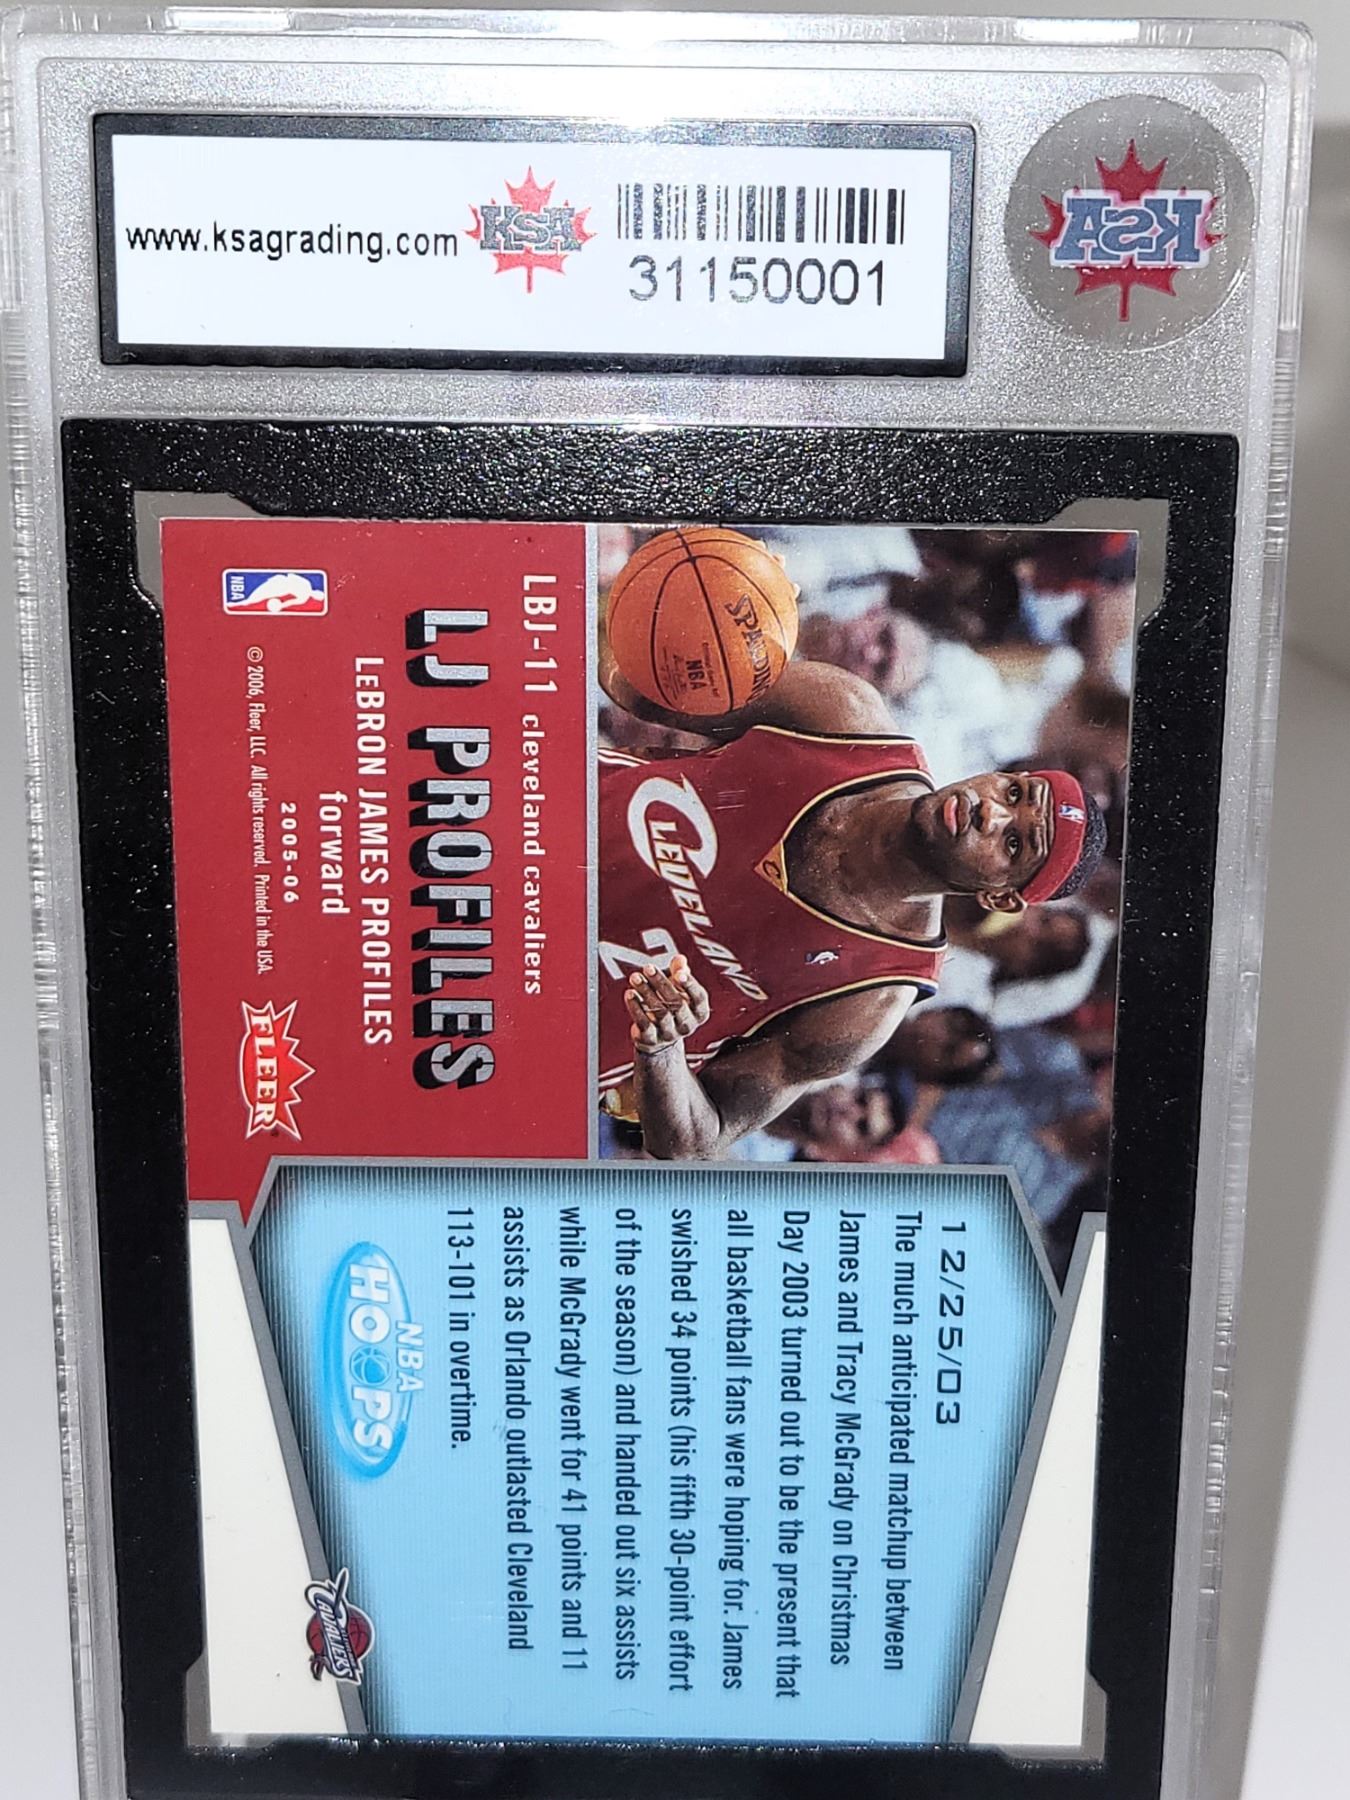 www.ksagrading.com
KSA
31150001
KSA
SPALDING
NBA
CLEVELAND
2
LBJ-11 cleveland cavaliers
LJ PROFILES
LeBRON JAMES PROFILES
forward
2005-06
NBA
© 2006, Fleer, LLC. All rights reserved. Printed in the USA.
FLEER
12/25/03
The much anticipated matchup between
James and Tracy McGrady on Christmas
Day 2003 turned out to be the present that
all basketball fans were hoping for. James
swished 34 points (his fifth 30-point effort
of the season) and handed out six assists
while McGrady went for 41 points and 11
assists as Orlando outlasted Cleveland
113-101 in overtime.
NBA
HOOPS
CAVALIERS